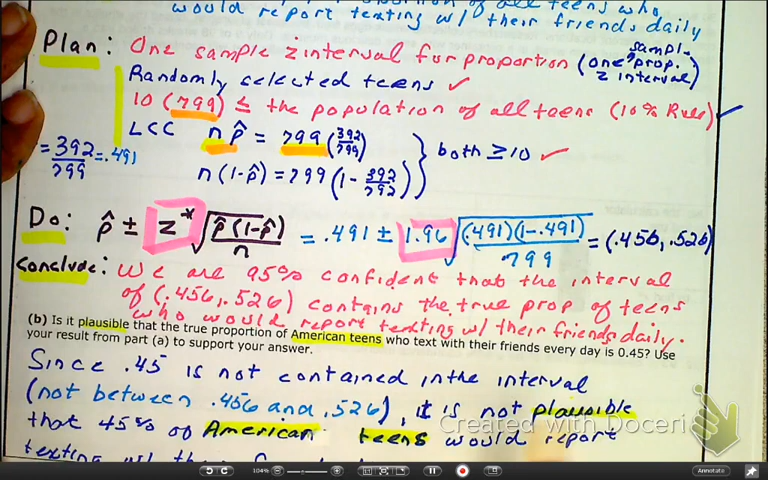 would report texting w/ their friends daily
Plan: One sample z interval for proportion (one sampl. prop. z interval)
Randomly selected teens ✓
10 (799) ≤ the population of all teens (10% Rule) ✓
LCC n p̂ = 799 (392/799)
= 392/799 = .491
n(1-p̂) = 799 (1 - 392/792)
} both ≥ 10 ✓
Do: p̂ ± z* √(p̂(1-p̂)/n) = .491 ± 1.96 √((.491)(1-.491)/799) = (.456, .526)
Conclude: We are 95% confident that the interval
of (.456, .526) contains the true prop of teens
who would report texting w/ their friends daily.
(b) Is it plausible that the true proportion of American teens who text with their friends every day is 0.45? Use
your result from part (a) to support your answer.
Since .45 is not contained in the interval
(not between .456 and .526), it is not plausible
that 45% of American teens would report
Created with Doceri
104%
Annotate